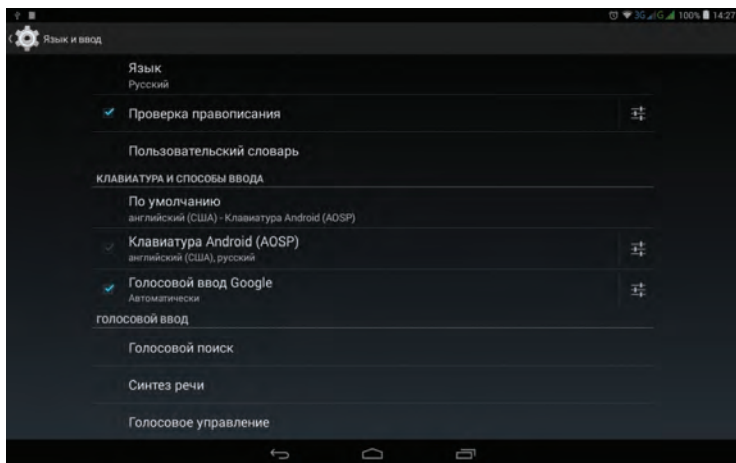 3G G 100% 14:27
Язык и ввод
Язык
Русский
Проверка правописания
Пользовательский словарь
КЛАВИАТУРА И СПОСОБЫ ВВОДА
По умолчанию
английский (США) - Клавиатура Android (AOSP)
Клавиатура Android (AOSP)
английский (США), русский
Голосовой ввод Google
Автоматически
ГОЛОСОВОЙ ВВОД
Голосовой поиск
Синтез речи
Голосовое управление